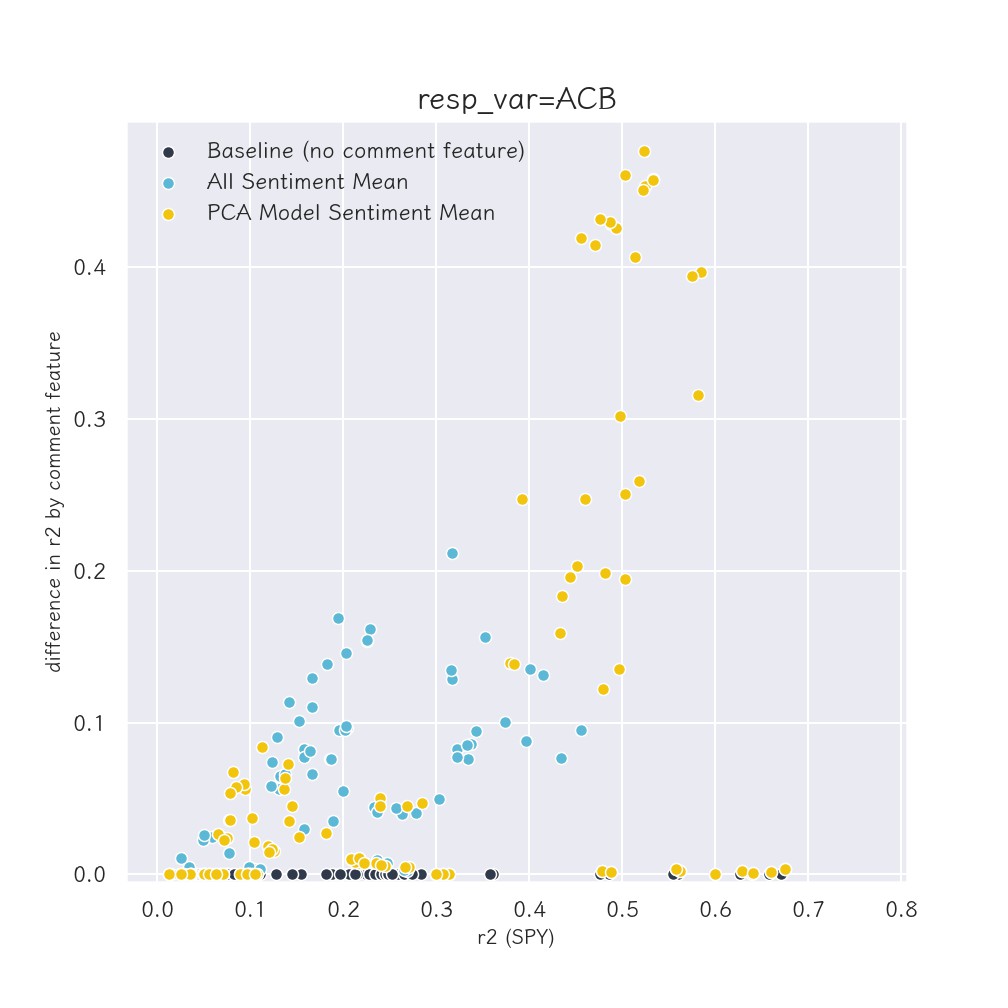 resp_var=ACB
Baseline (no comment feature)
All Sentiment Mean
PCA Model Sentiment Mean
difference in r2 by comment feature
0.4
0.3
0.2
0.1
0.0
0.0 0.1 0.2 0.3 0.4 0.5 0.6 0.7 0.8
r2 (SPY)